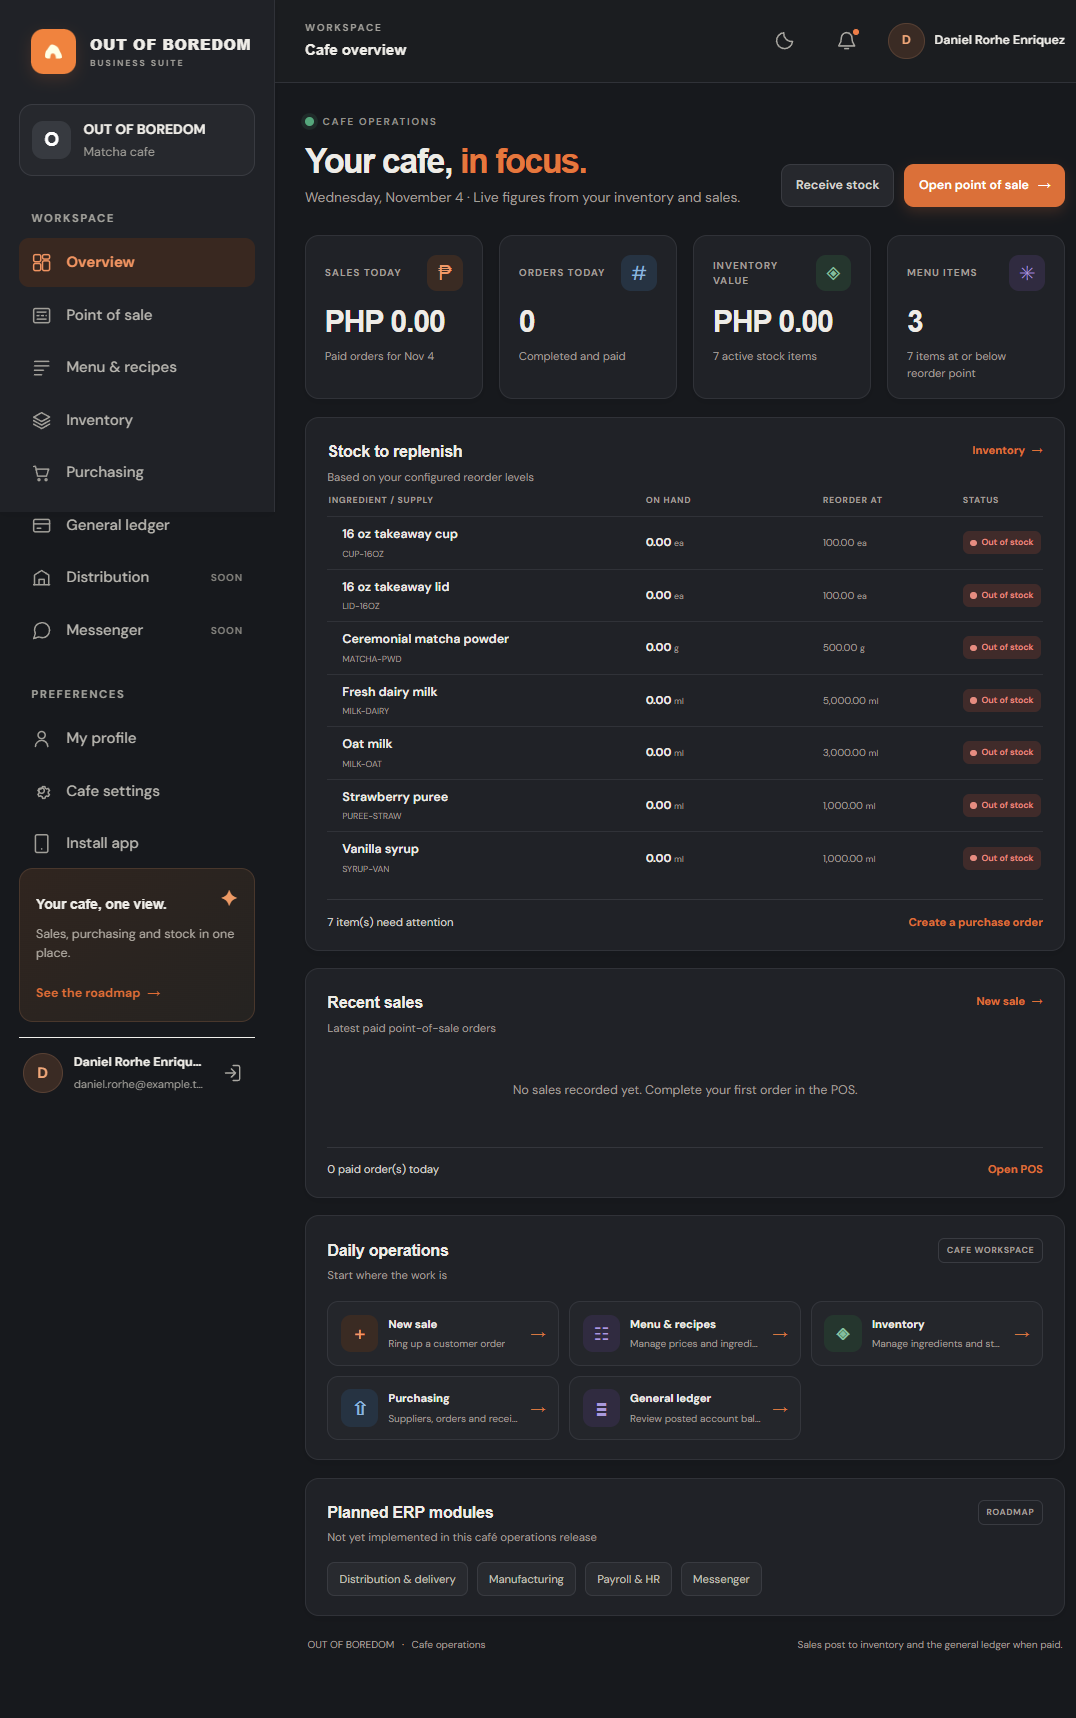 OUT OF BOREDOM
BUSINESS SUITE
O
OUT OF BOREDOM
Matcha cafe
WORKSPACE
Overview
Point of sale
Menu & recipes
Inventory
Purchasing
General ledger
Distribution SOON
Messenger SOON
PREFERENCES
My profile
Cafe settings
Install app
Your cafe, one view. ✦
Sales, purchasing and stock in one
place.
See the roadmap →
D
Daniel Rorhe Enriqu...
daniel.rorhe@example.t...
WORKSPACE
Cafe overview
D Daniel Rorhe Enriquez
CAFE OPERATIONS
Your cafe, in focus.
Wednesday, November 4 · Live figures from your inventory and sales.
Receive stock
Open point of sale →
SALES TODAY ₱
PHP 0.00
Paid orders for Nov 4
ORDERS TODAY #
0
Completed and paid
INVENTORY
VALUE ◈
PHP 0.00
7 active stock items
MENU ITEMS ✳
3
7 items at or below
reorder point
Stock to replenish Inventory →
Based on your configured reorder levels
INGREDIENT / SUPPLY ON HAND REORDER AT STATUS
16 oz takeaway cup 0.00 ea 100.00 ea Out of stock
CUP-16OZ
16 oz takeaway lid 0.00 ea 100.00 ea Out of stock
LID-16OZ
Ceremonial matcha powder 0.00 g 500.00 g Out of stock
MATCHA-PWD
Fresh dairy milk 0.00 ml 5,000.00 ml Out of stock
MILK-DAIRY
Oat milk 0.00 ml 3,000.00 ml Out of stock
MILK-OAT
Strawberry puree 0.00 ml 1,000.00 ml Out of stock
PUREE-STRAW
Vanilla syrup 0.00 ml 1,000.00 ml Out of stock
SYRUP-VAN
7 item(s) need attention Create a purchase order
Recent sales New sale →
Latest paid point-of-sale orders
No sales recorded yet. Complete your first order in the POS.
0 paid order(s) today Open POS
Daily operations CAFE WORKSPACE
Start where the work is
+ New sale →
Ring up a customer order
☷ Menu & recipes →
Manage prices and ingredi...
◈ Inventory →
Manage ingredients and st...
⇧ Purchasing →
Suppliers, orders and recei...
≣ General ledger →
Review posted account bal...
Planned ERP modules ROADMAP
Not yet implemented in this café operations release
Distribution & delivery
Manufacturing
Payroll & HR
Messenger
OUT OF BOREDOM · Cafe operations
Sales post to inventory and the general ledger when paid.